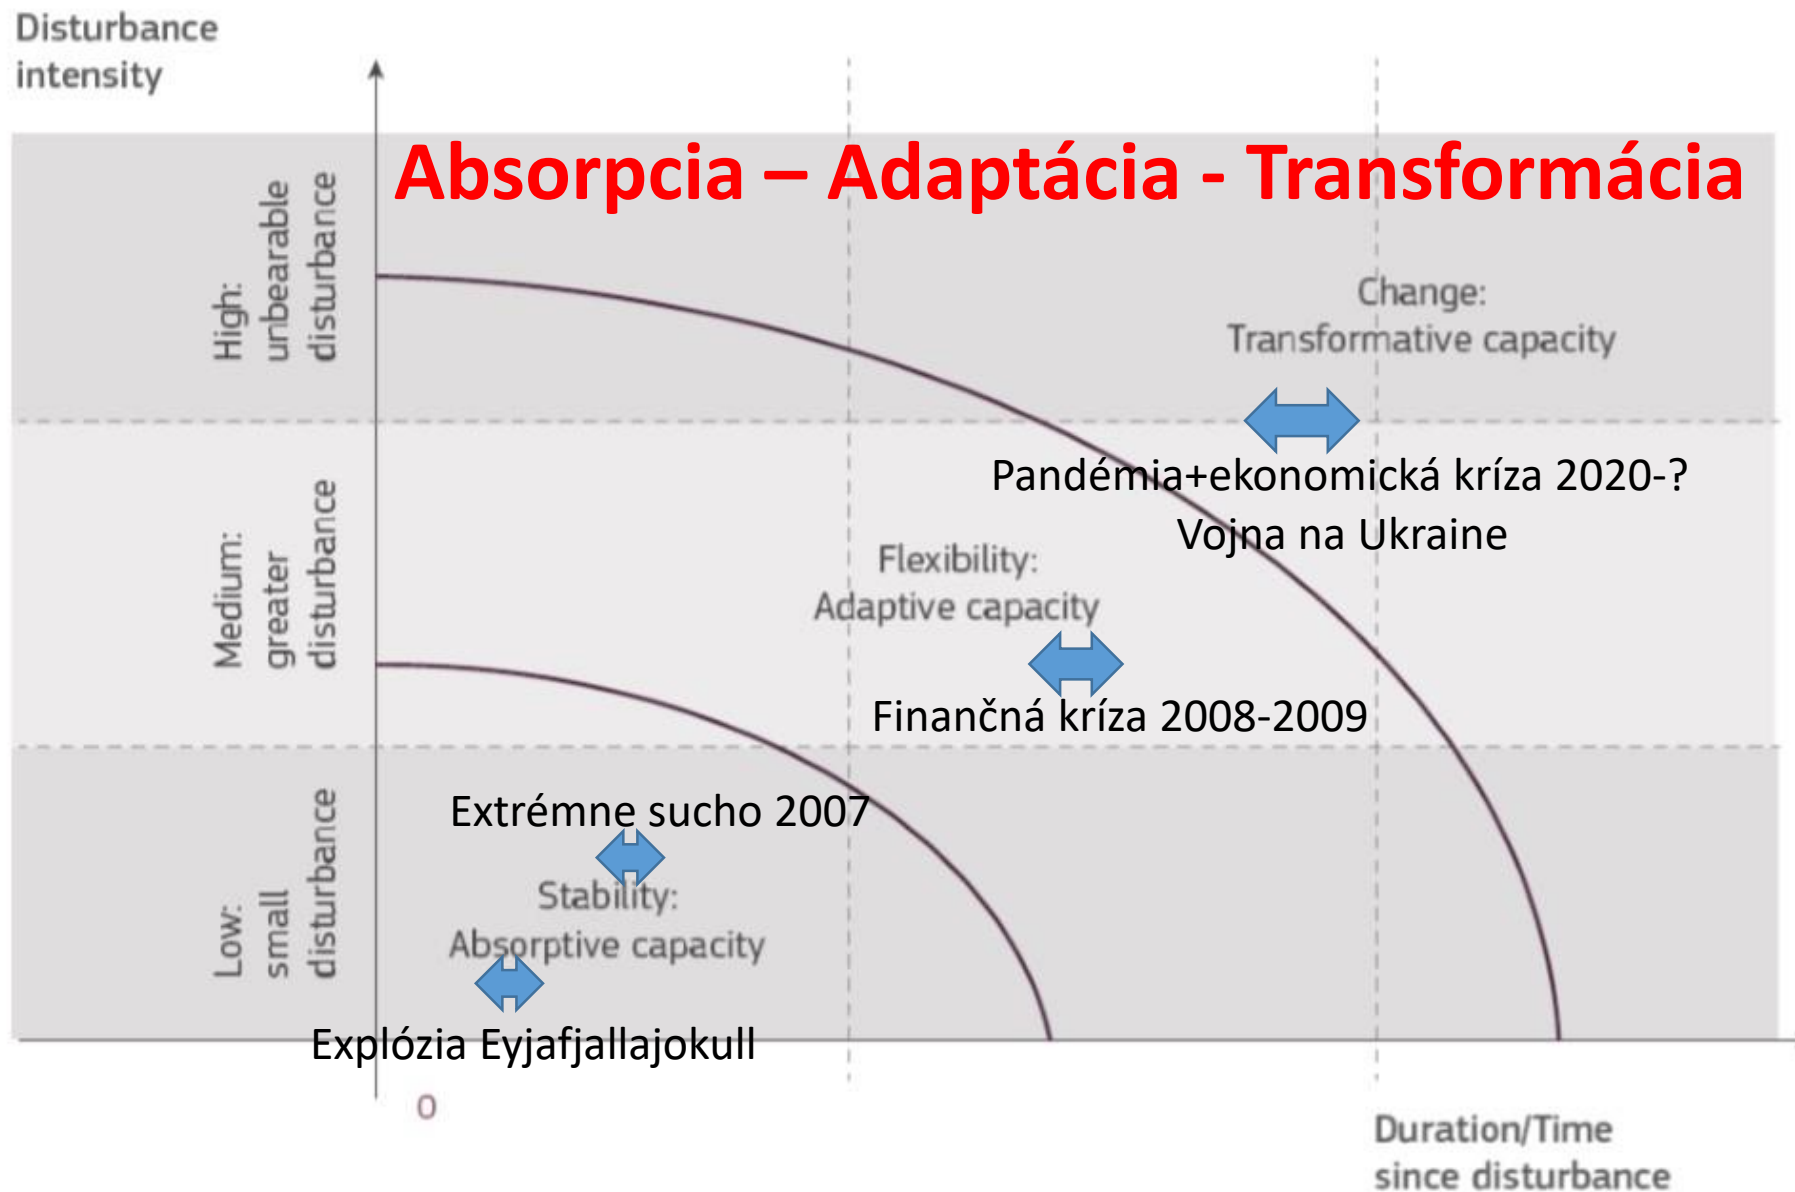 Disturbance
intensity
Absorpcia – Adaptácia - Transformácia
High:
unbearable
disturbance
Change:
Transformative capacity
Pandémia+ekonomická kríza 2020-?
Vojna na Ukraine
Medium:
greater
disturbance
Flexibility:
Adaptive capacity
Finančná kríza 2008-2009
Low:
small
disturbance
Extrémne sucho 2007
Stability:
Absorptive capacity
Explózia Eyjafjallajokull
0
Duration/Time
since disturbance